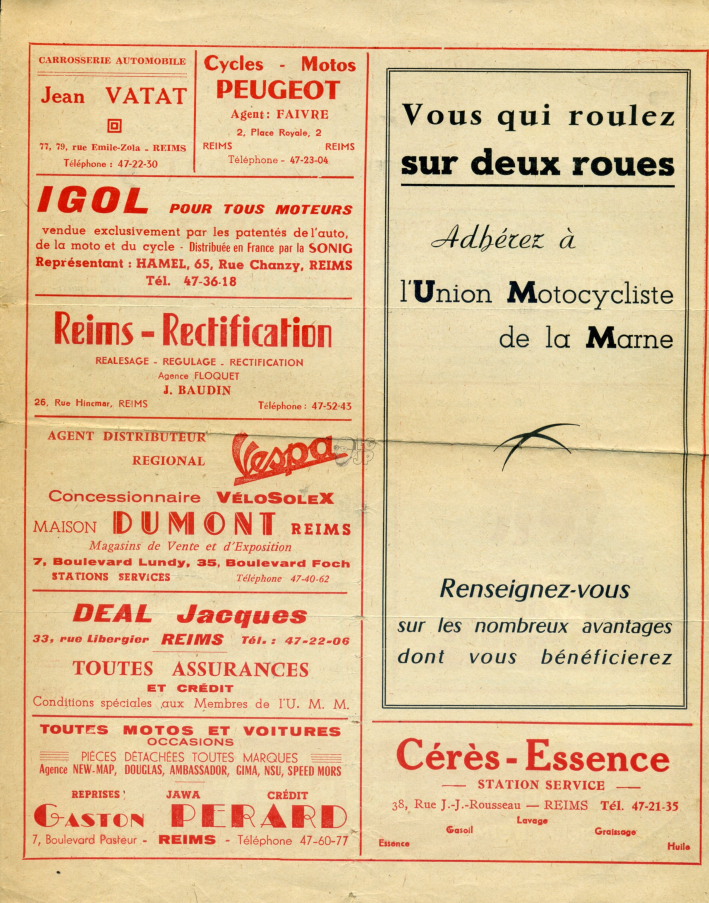 CARROSSERIE AUTOMOBILE
Jean VATAT
77, 79, rue Emile-Zola - REIMS
Téléphone : 47-22-30
Cycles - Motos
PEUGEOT
Agent : FAIVRE
2, Place Royale, 2
REIMS REIMS
Téléphone - 47-23-04
IGOL POUR TOUS MOTEURS
vendue exclusivement par les patentés de l'auto,
de la moto et du cycle - Distribuée en France par la SONIG
Représentant : HAMEL, 65, Rue Chanzy, REIMS
Tél. 47-36-18
Reims - Rectification
REALESAGE - REGULAGE - RECTIFICATION
Agence FLOQUET
J. BAUDIN
26, Rue Hincmar, REIMS Téléphone : 47-52-43
AGENT DISTRIBUTEUR
REGIONAL
Vespa
Concessionnaire VÉLOSOLEX
MAISON DUMONT REIMS
Magasins de Vente et d'Exposition
7, Boulevard Lundy, 35, Boulevard Foch
STATIONS SERVICES Téléphone 47-40-62
DEAL Jacques
33, rue Libergier REIMS Tél. : 47-22-06
TOUTES ASSURANCES
ET CRÉDIT
Conditions spéciales aux Membres de l'U. M. M.
TOUTES MOTOS ET VOITURES
OCCASIONS
PIÈCES DÉTACHÉES TOUTES MARQUES
Agence NEW-MAP, DOUGLAS, AMBASSADOR, GIMA, NSU, SPEED MORS
REPRISES JAWA CRÉDIT
GASTON PERARD
7, Boulevard Pasteur - REIMS - Téléphone 47-60-77
Vous qui roulez
sur deux roues
Adhérez à
l'Union Motocycliste
de la Marne
Renseignez-vous
sur les nombreux avantages
dont vous bénéficierez
Cérès-Essence
STATION SERVICE
38, Rue J.-J.-Rousseau — REIMS Tél. 47-21-35
Lavage
Gasoil Graissage
Essence Huile